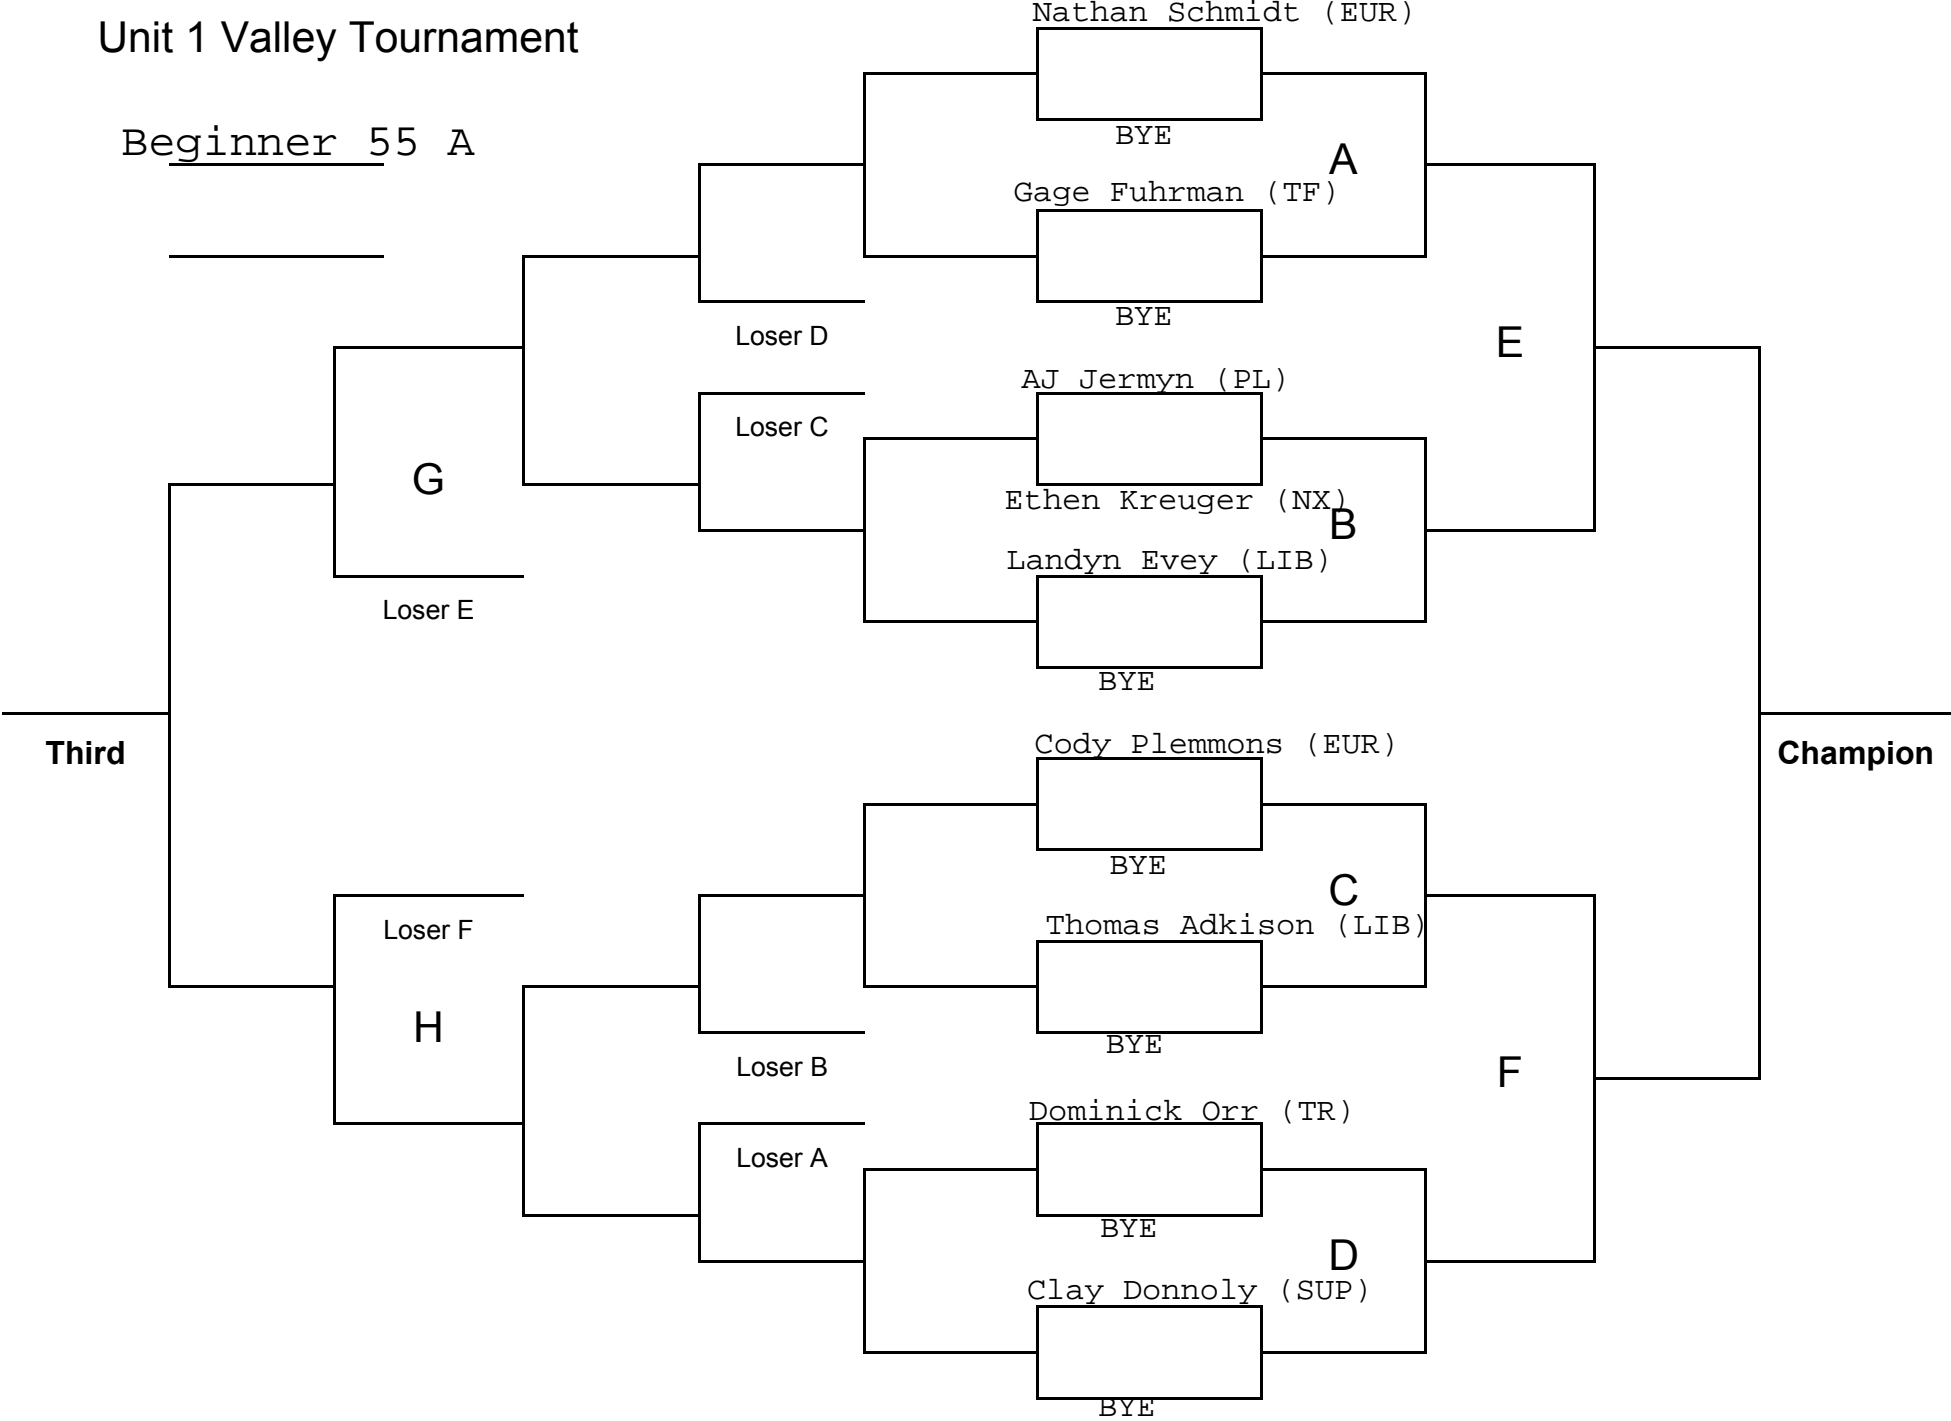 Unit 1 Valley Tournament
Beginner 55 A
Nathan Schmidt (EUR)
BYE
A
Gage Fuhrman (TF)
BYE
Loser D
E
AJ Jermyn (PL)
Loser C
G
Ethen Kreuger (NX)
B
Landyn Evey (LIB)
Loser E
BYE
Third
Cody Plemmons (EUR)
Champion
BYE
C
Loser F
Thomas Adkison (LIB)
H
BYE
Loser B
F
Dominick Orr (TR)
Loser A
BYE
D
Clay Donnoly (SUP)
BYE